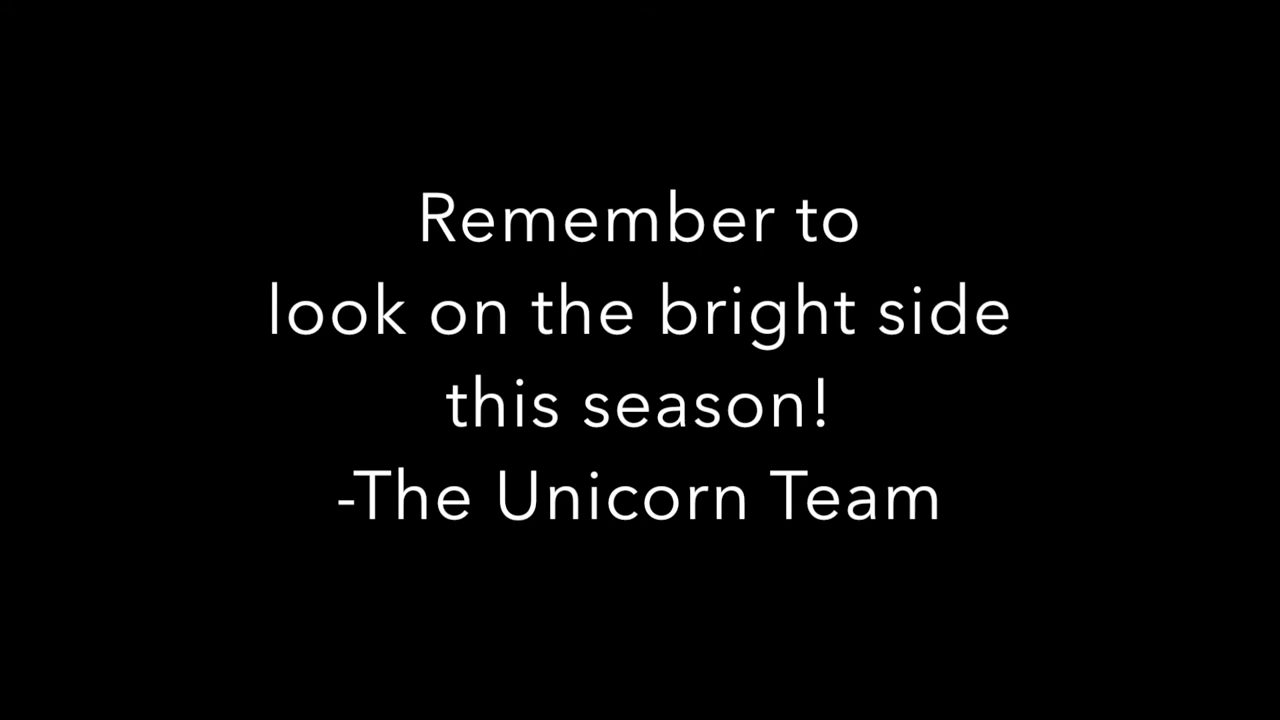 Remember to
look on the bright side
this season!
-The Unicorn Team